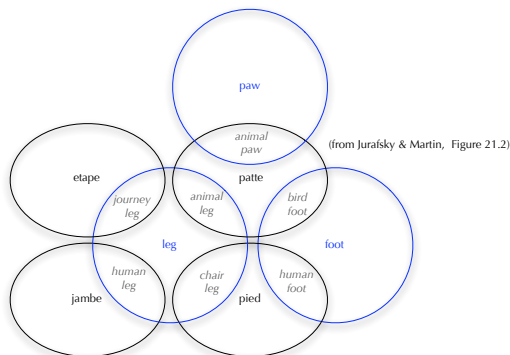 paw
animal
paw
(from Jurafsky & Martin, Figure 21.2)
etape
patte
journey
leg
animal
leg
bird
foot
leg
foot
human
leg
chair
leg
human
foot
jambe
pied